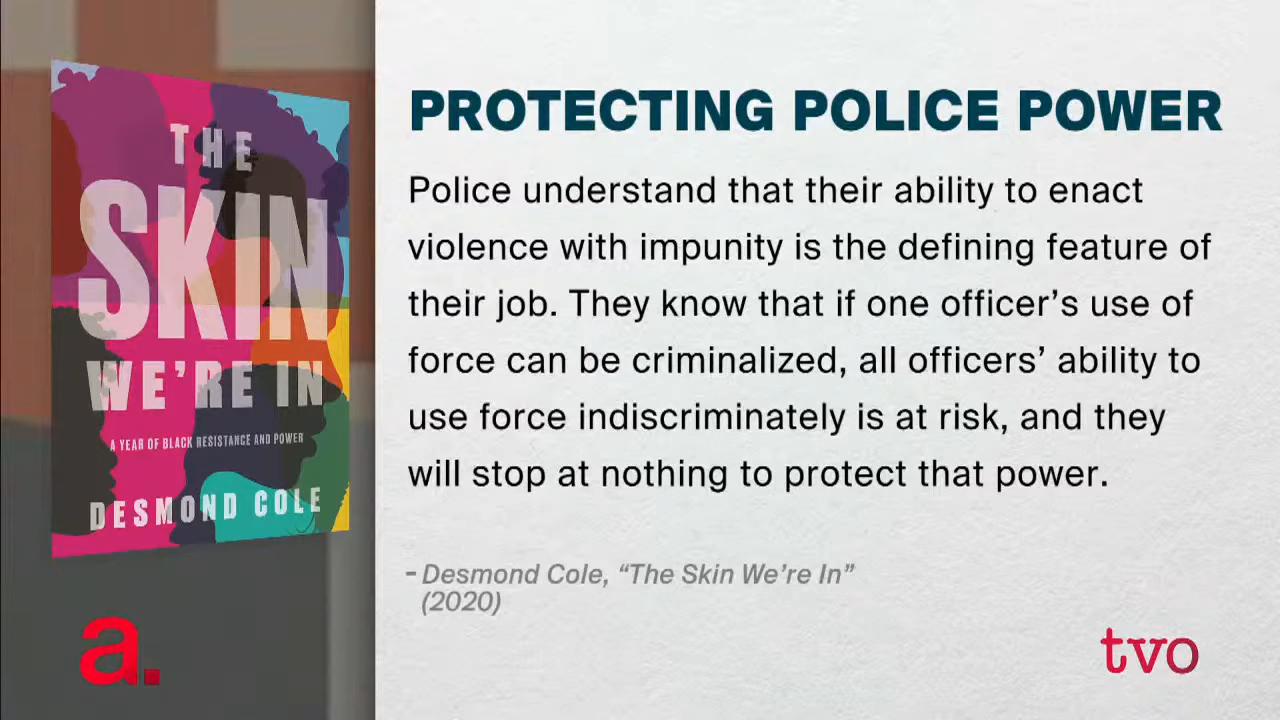 THE
SKIN
WE'RE IN
A YEAR OF BLACK RESISTANCE AND POWER
DESMOND COLE
a.
PROTECTING POLICE POWER
Police understand that their ability to enact
violence with impunity is the defining feature of
their job. They know that if one officer’s use of
force can be criminalized, all officers’ ability to
use force indiscriminately is at risk, and they
will stop at nothing to protect that power.
- Desmond Cole, “The Skin We’re In”
(2020)
tvo